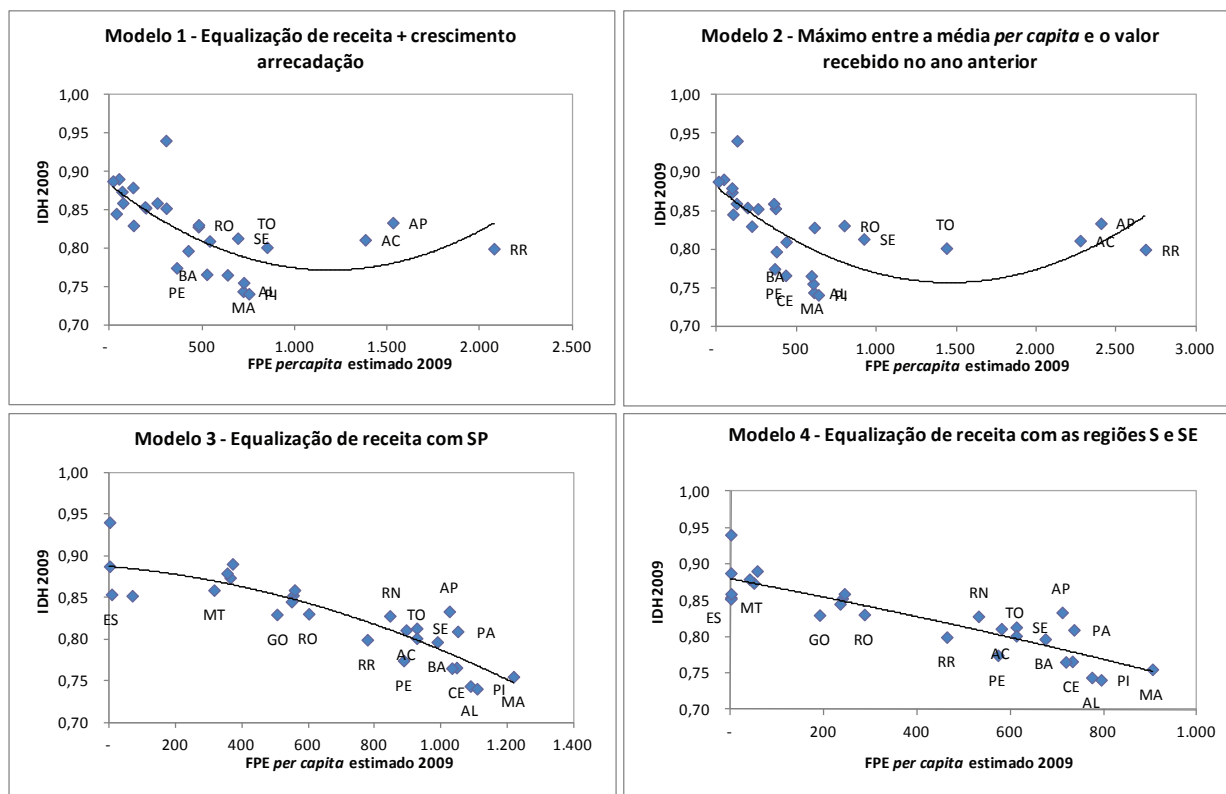 Modelo 1 - Equalização de receita + crescimento
arrecadação
IDH 2009
1,00
0,95
0,90
0,85
0,80
0,75
0,70
RO
TO
SE
AP
AC
RR
BA
PE
AL
PI
MA
-
500
1.000
1.500
2.000
2.500
FPE percapita estimado 2009
Modelo 2 - Máximo entre a média per capita e o valor
recebido no ano anterior
IDH 2009
1,00
0,95
0,90
0,85
0,80
0,75
0,70
RO
SE
TO
AP
AC
RR
BA
PE
CE
AL
PI
MA
-
500
1.000
1.500
2.000
2.500
3.000
FPE percapita estimado 2009
Modelo 3 - Equalização de receita com SP
IDH 2009
1,00
0,95
0,90
0,85
0,80
0,75
0,70
ES
MT
GO
RO
RN
TO
AP
SE
PA
AC
RR
BA
PE
CE
PI
MA
AL
-
200
400
600
800
1.000
1.200
1.400
FPE per capita estimado 2009
Modelo 4 - Equalização de receita com as regiões S e SE
IDH 2009
1,00
0,95
0,90
0,85
0,80
0,75
0,70
ES
MT
GO
RO
RN
TO
AP
SE
PA
RR
AC
BA
PE
CE
PI
MA
AL
-
200
400
600
800
1.000
FPE per capita estimado 2009